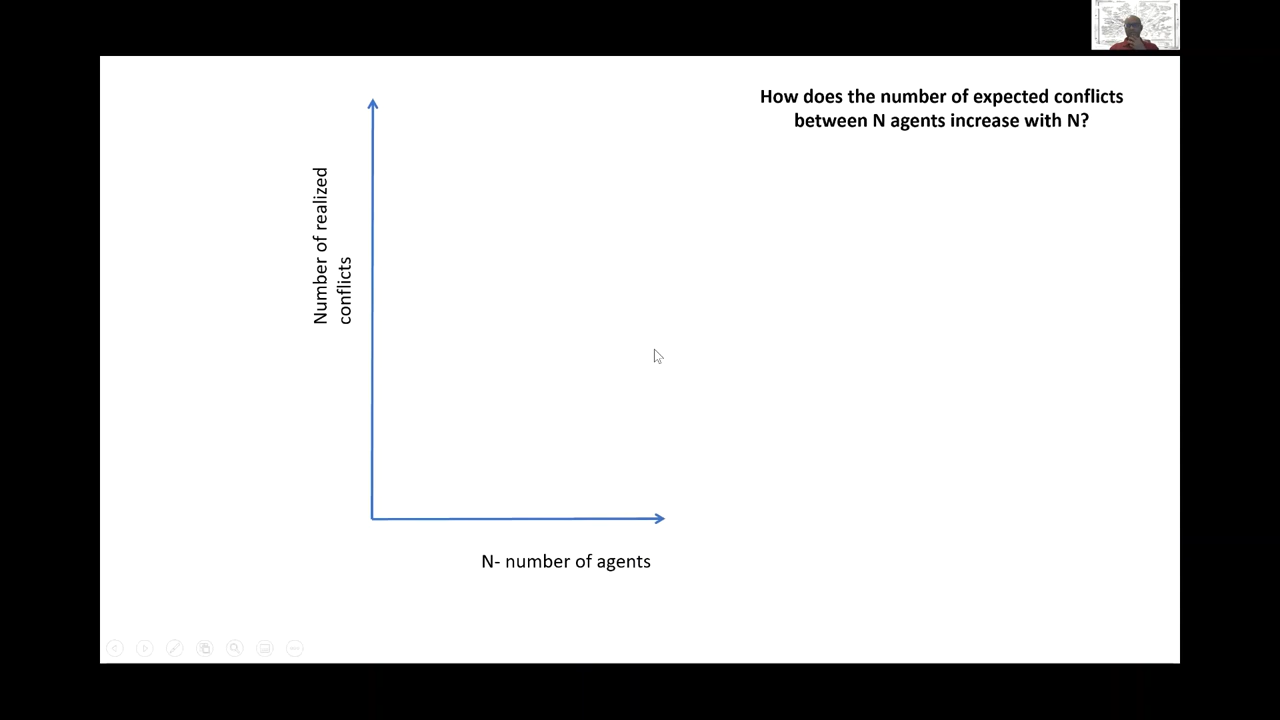 How does the number of expected conflicts
between N agents increase with N?
Number of realized
conflicts
N- number of agents